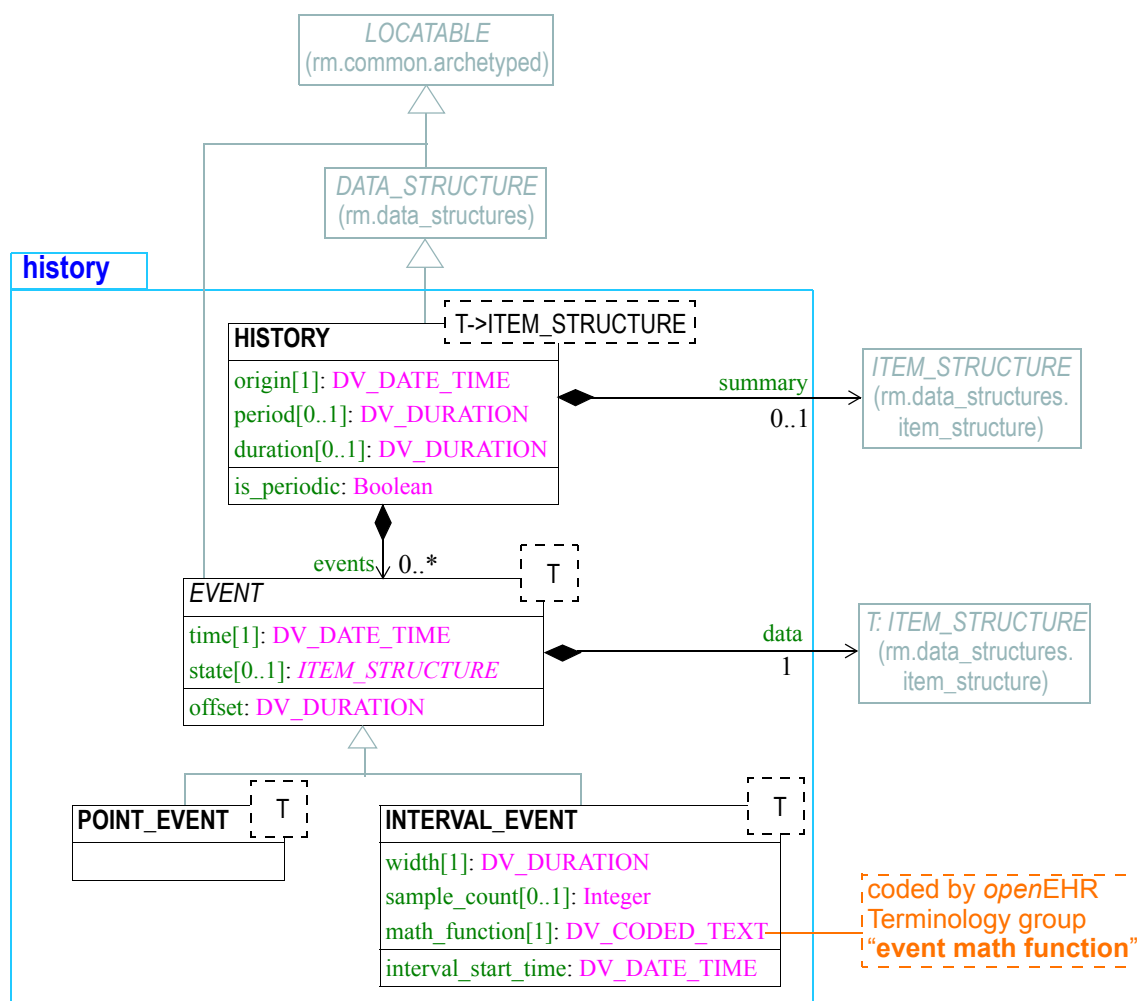 LOCATABLE
(rm.common.archetyped)
DATA_STRUCTURE
(rm.data_structures)
history
T->ITEM_STRUCTURE
HISTORY
origin[1]: DV_DATE_TIME
period[0..1]: DV_DURATION
duration[0..1]: DV_DURATION
is_periodic: Boolean
summary
0..1
ITEM_STRUCTURE
(rm.data_structures.
item_structure)
events
0..*
T
EVENT
time[1]: DV_DATE_TIME
state[0..1]: ITEM_STRUCTURE
offset: DV_DURATION
data
1
T: ITEM_STRUCTURE
(rm.data_structures.
item_structure)
T
POINT_EVENT
T
INTERVAL_EVENT
width[1]: DV_DURATION
sample_count[0..1]: Integer
math_function[1]: DV_CODED_TEXT
interval_start_time: DV_DATE_TIME
coded by openEHR
Terminology group
“event math function”